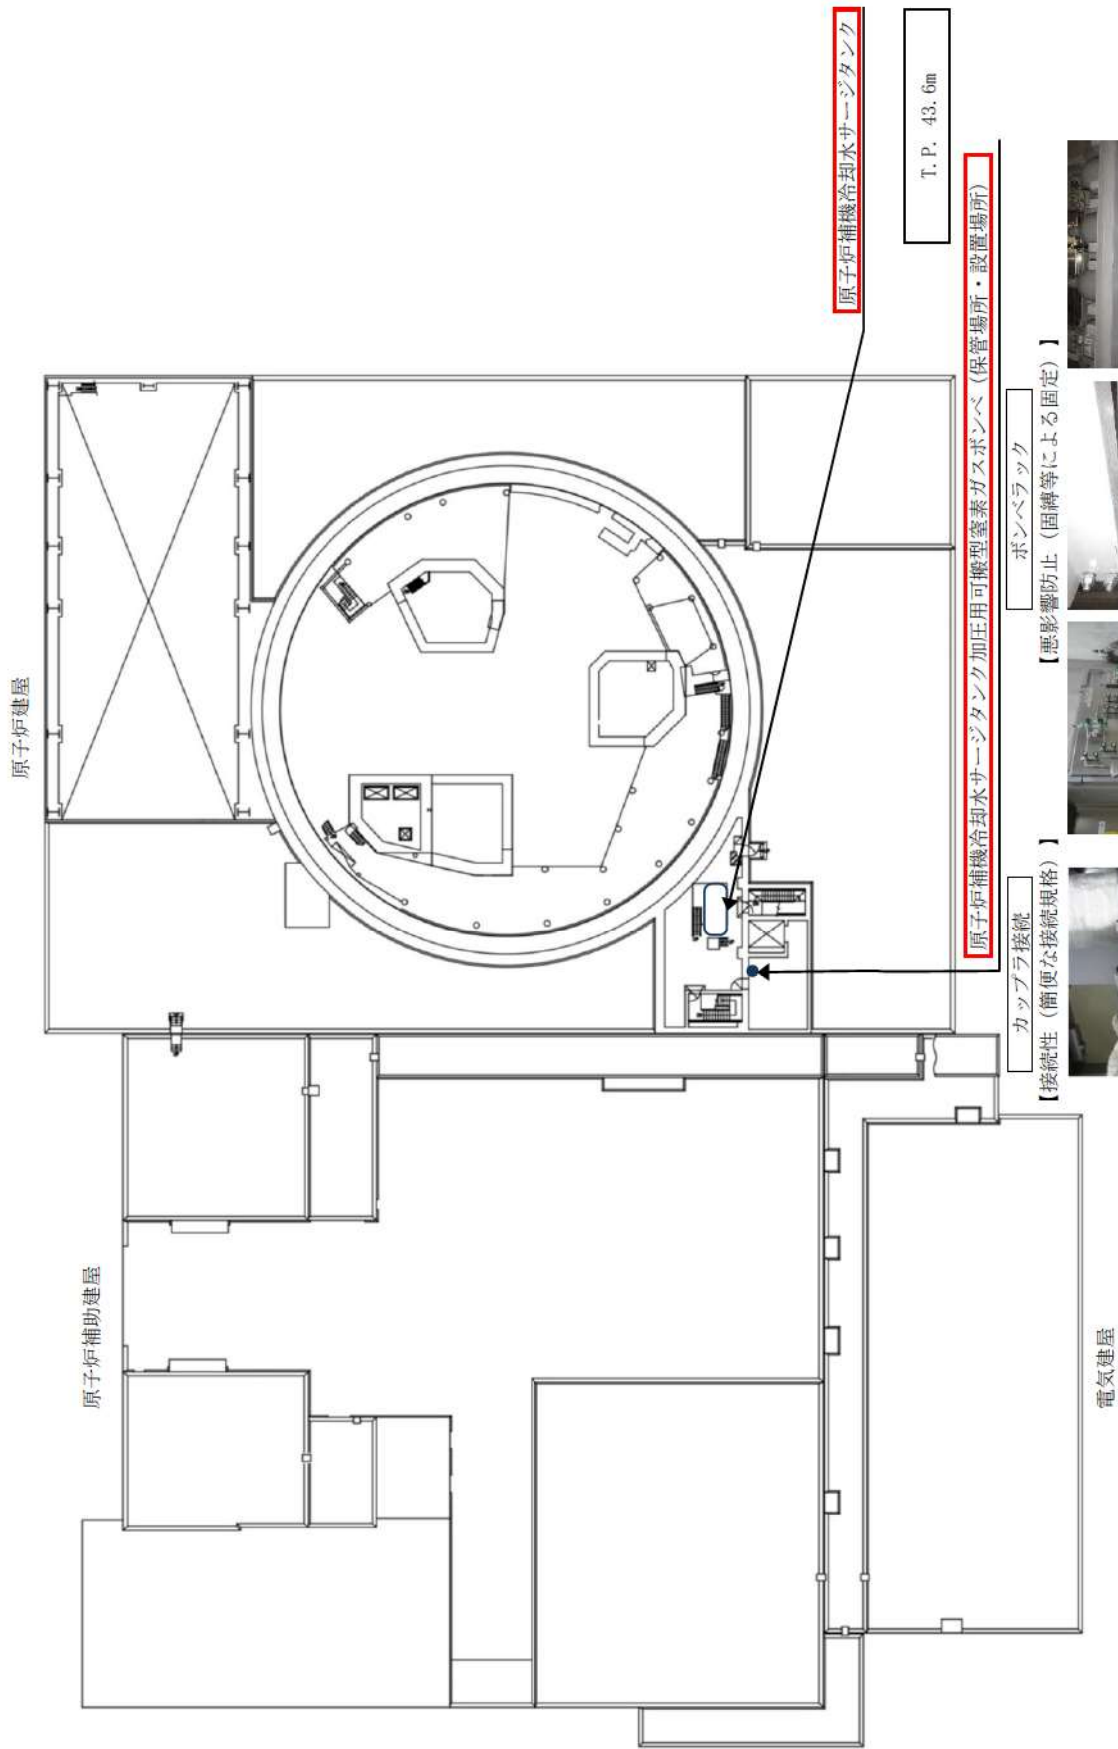 原子炉建屋
原子炉補助建屋
電気建屋
原子炉補機冷却水サージタンク
T.P. 43.6m
原子炉補機冷却水サージタンク加圧用可搬型窒素ガスボンベ（保管場所・設置場所）
カップラ接続
【接続性（簡便な接続規格）】
ボンベラック
【悪影響防止（固縛等による固定）】